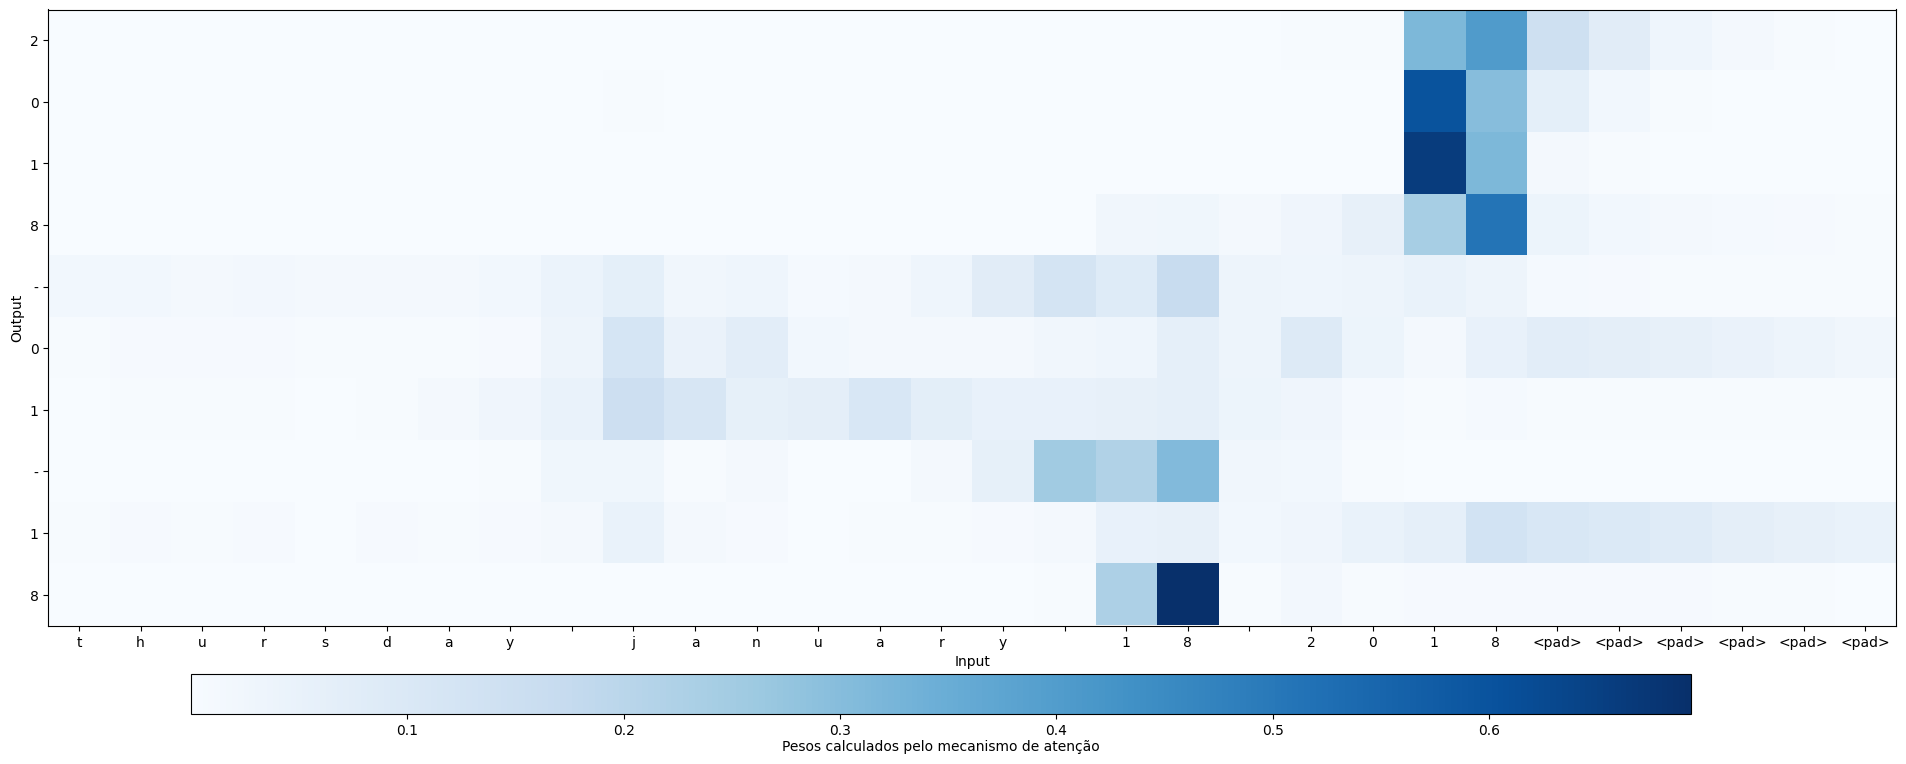 2
0
1
8
-
0
1
-
1
8
Output
t h u r s d a y j a n u a r y 1 8 2 0 1 8 <pad> <pad> <pad> <pad> <pad> <pad>
Input
0.1 0.2 0.3 0.4 0.5 0.6
Pesos calculados pelo mecanismo de atenção